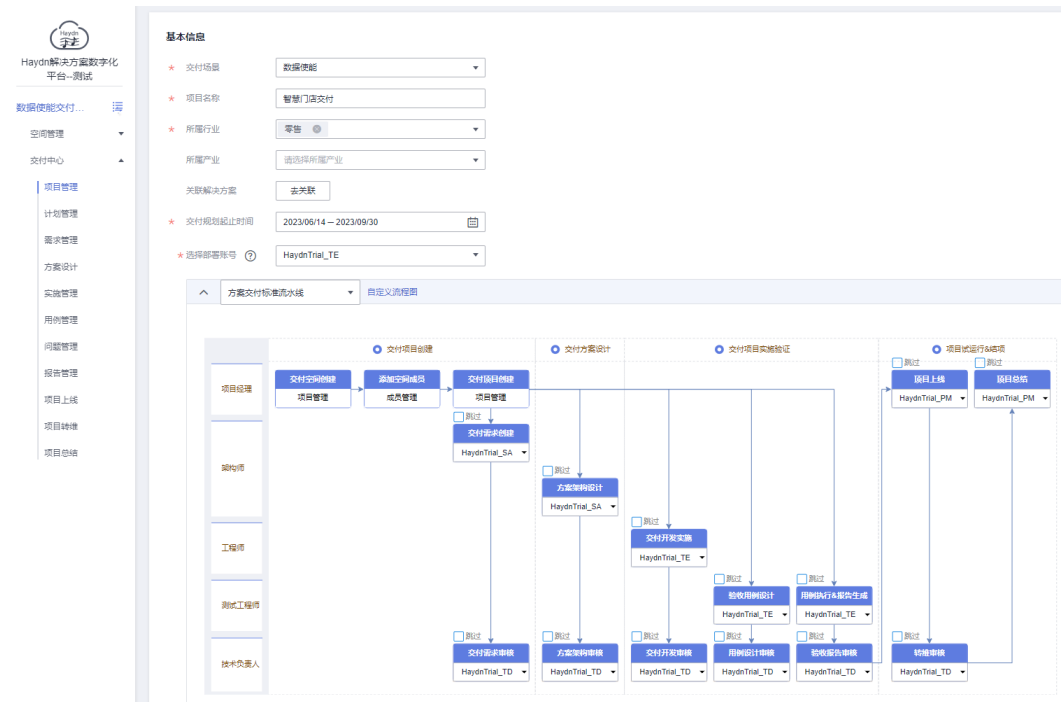 Haydn
Haydn解决方案数字化
平台--测试
数据使能交付...
空间管理
交付中心
项目管理
计划管理
需求管理
方案设计
实施管理
用例管理
问题管理
报告管理
项目上线
项目转维
项目总结
基本信息
* 交付场景 数据使能
* 项目名称 智慧门店交付
* 所属行业 零售
所属产业 请选择所属产业
关联解决方案 去关联
* 交付规划起止时间 2023/06/14 — 2023/09/30
* 选择部署账号 ? HaydnTrial_TE
方案交付标准流水线 自定义流程图
交付项目创建 交付方案设计 交付项目实施验证 项目试运行&结项
跳过 跳过
项目经理 交付空间创建 添加空间成员 交付项目创建 项目上线 项目总结
项目管理 成员管理 项目管理 HaydnTrial_PM HaydnTrial_PM
跳过
交付需求创建
HaydnTrial_SA
架构师
跳过
方案架构设计
HaydnTrial_SA
跳过
交付开发实施
工程师
HaydnTrial_TE
跳过 跳过
验收用例设计 用例执行&报告生成
测试工程师
HaydnTrial_TE HaydnTrial_TE
跳过 跳过 跳过 跳过 跳过 跳过
交付需求审核 方案架构审核 交付开发审核 用例设计审核 验收报告审核 转维审核
技术负责人
HaydnTrial_TD HaydnTrial_TD HaydnTrial_TD HaydnTrial_TD HaydnTrial_TD HaydnTrial_TD